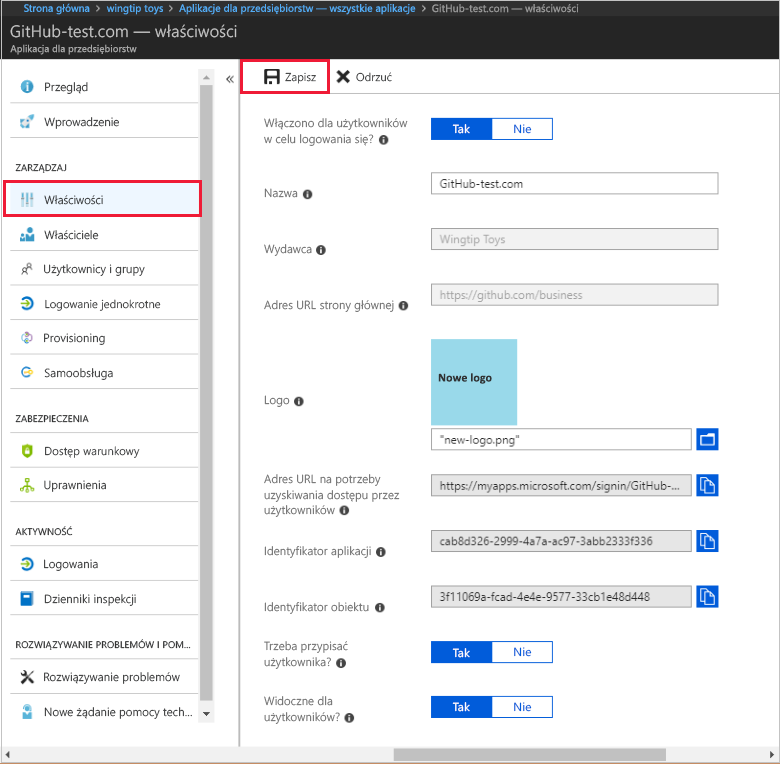 Strona główna > wingtip toys > Aplikacje dla przedsiębiorstw — wszystkie aplikacje > GitHub-test.com — właściwości
GitHub-test.com — właściwości
Aplikacja dla przedsiębiorstw
Przegląd
Wprowadzenie
ZARZĄDZAJ
Właściwości
Właściciele
Użytkownicy i grupy
Logowanie jednokrotne
Provisioning
Samoobsługa
ZABEZPIECZENIA
Dostęp warunkowy
Uprawnienia
AKTYWNOŚĆ
Logowania
Dzienniki inspekcji
ROZWIĄZYWANIE PROBLEMÓW I POM...
Rozwiązywanie problemów
Nowe żądanie pomocy tech...
«
Zapisz
Odrzuć
Włączono dla użytkowników
w celu logowania się?
Tak
Nie
Nazwa
GitHub-test.com
Wydawca
Wingtip Toys
Adres URL strony głównej
https://github.com/business
Logo
Nowe logo
"new-logo.png"
Adres URL na potrzeby
uzyskiwania dostępu przez
użytkowników
https://myapps.microsoft.com/signin/GitHub-...
Identyfikator aplikacji
cab8d326-2999-4a7a-ac97-3abb2333f336
Identyfikator obiektu
3f11069a-fcad-4e4e-9577-33cb1e48d448
Trzeba przypisać
użytkownika?
Tak
Nie
Widoczne dla
użytkowników?
Tak
Nie